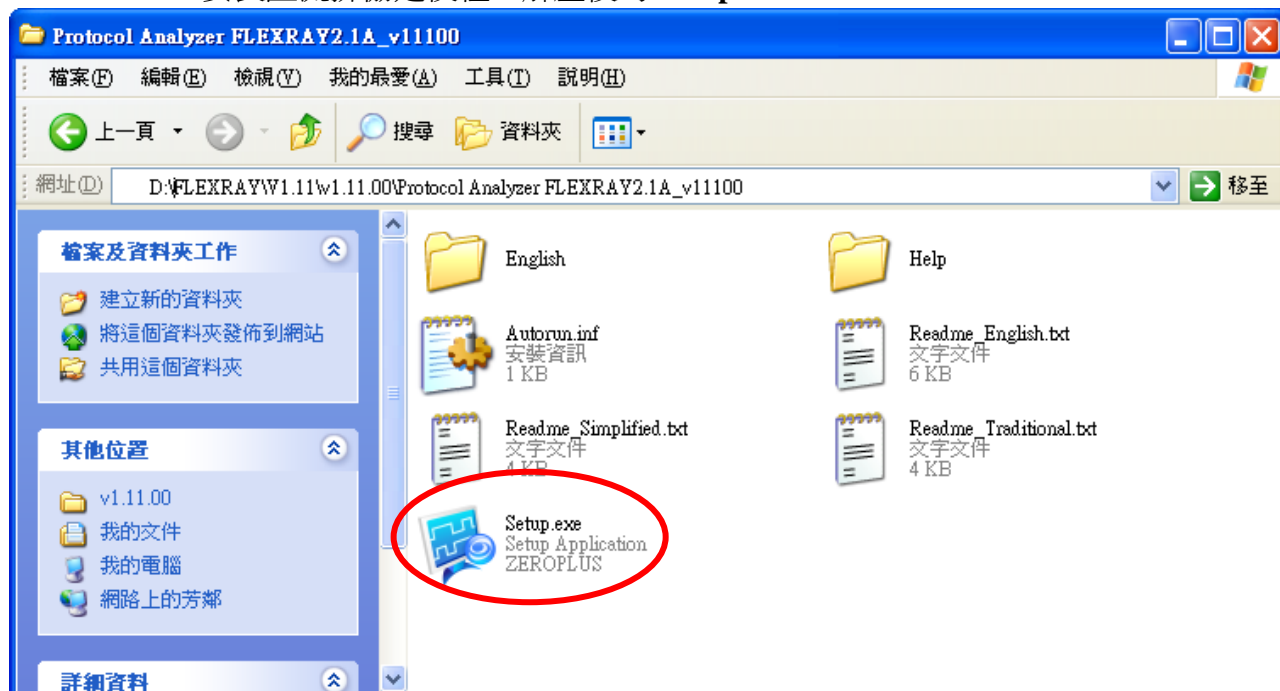 Protocol Analyzer FLEXRAY2.1A_v11100
檔案(F) 編輯(E) 檢視(V) 我的最愛(A) 工具(T) 說明(H)
上一頁 搜尋 資料夾
網址(D) D:\FLEXRAY\V1.11\v1.11.00\Protocol Analyzer FLEXRAY2.1A_v11100 移至
檔案及資料夾工作
建立新的資料夾
將這個資料夾發佈到網站
共用這個資料夾
其他位置
v1.11.00
我的文件
我的電腦
網路上的芳鄰
詳細資料
English
Help
Autorun.inf
安裝資訊
1 KB
Readme_English.txt
文字文件
6 KB
Readme_Simplified.txt
文字文件
4 KB
Readme_Traditional.txt
文字文件
4 KB
Setup.exe
Setup Application
ZEROPLUS